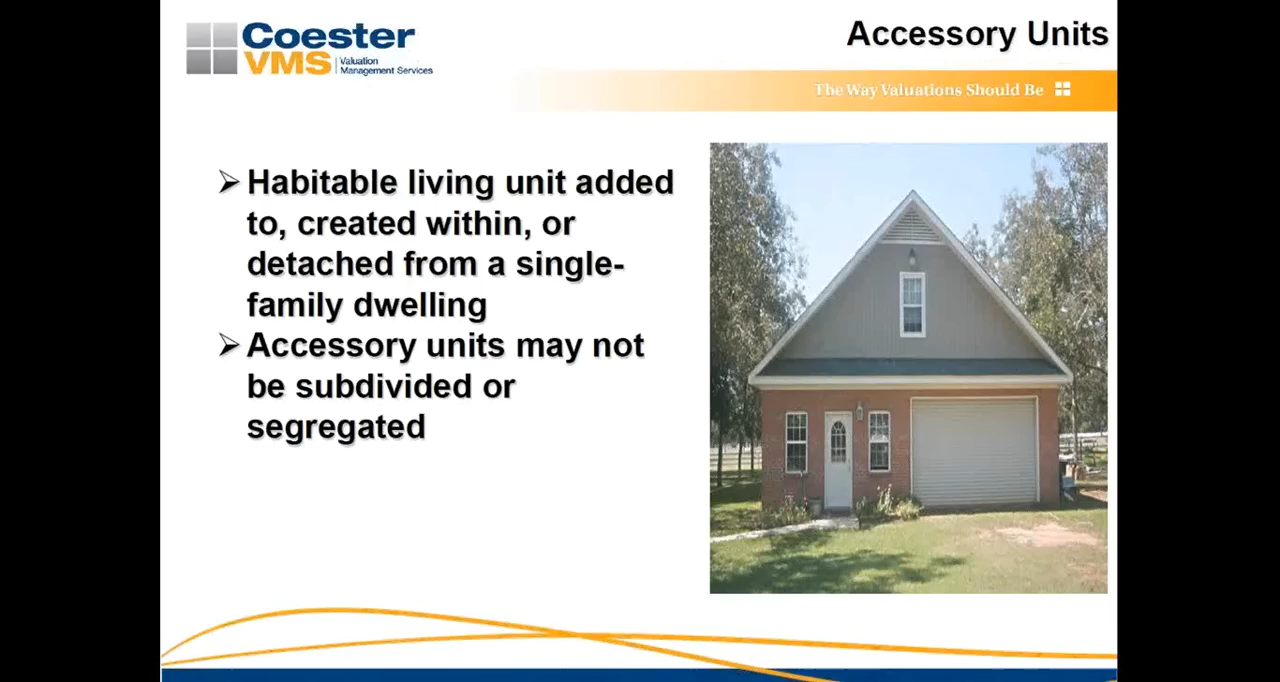 Coester
VMS
Valuation
Management Services
Accessory Units
The Way Valuations Should Be
➢ Habitable living unit added
to, created within, or
detached from a single-
family dwelling
➢ Accessory units may not
be subdivided or
segregated